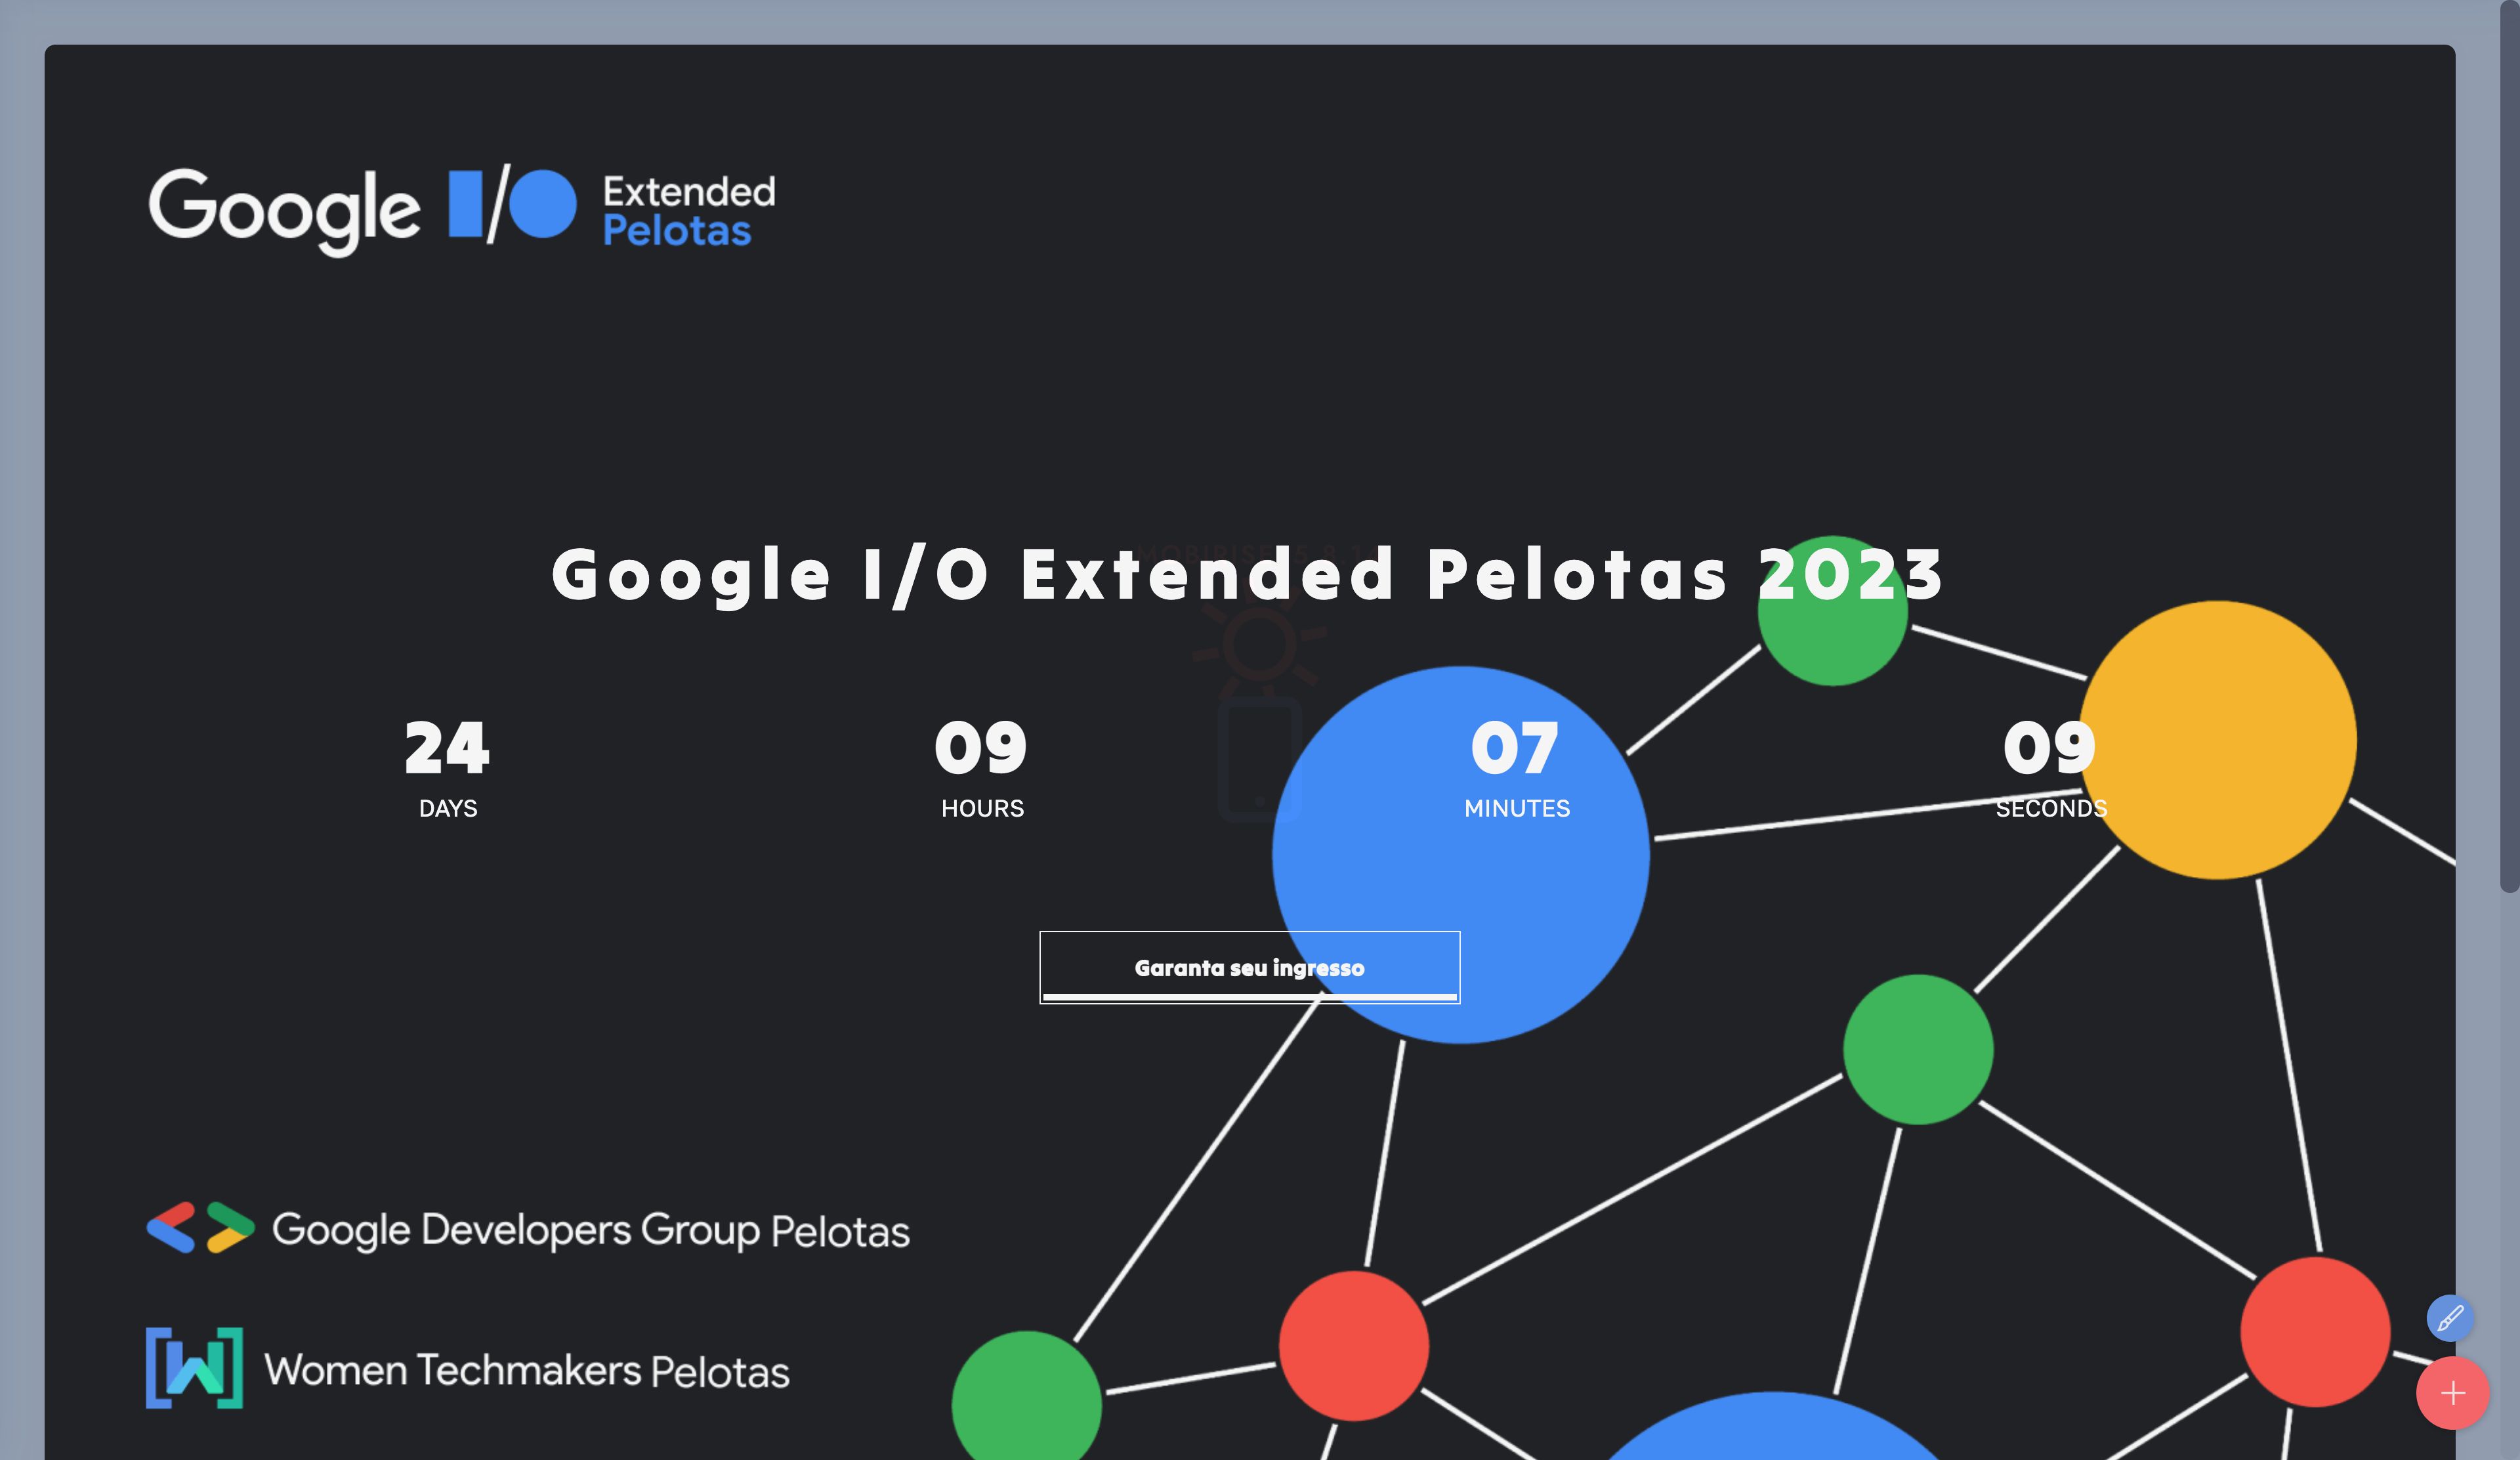 Google I/O Extended
Pelotas
Google I/O Extended Pelotas 2023
24 09 07 09
DAYS HOURS MINUTES SECONDS
Garanta seu ingresso
Google Developers Group Pelotas
Women Techmakers Pelotas